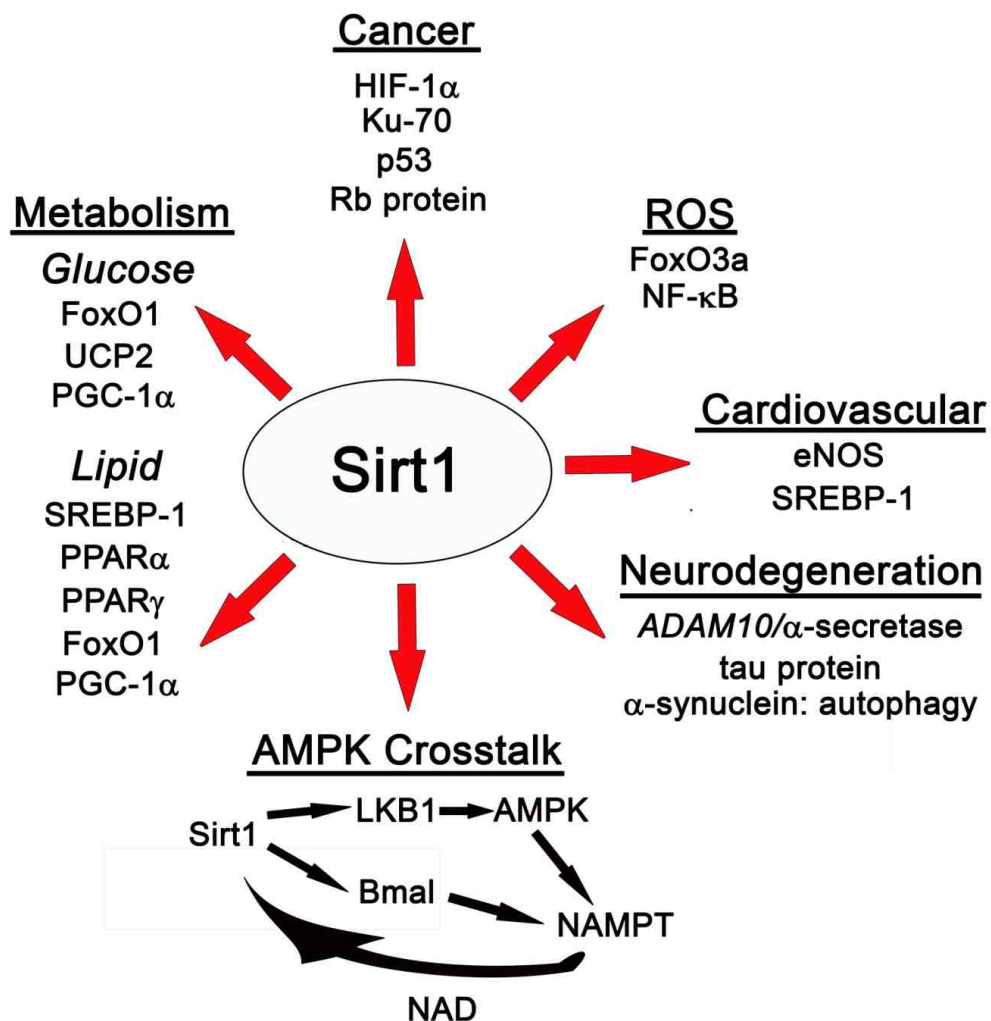 Cancer
HIF-1α
Ku-70
p53
Rb protein
Metabolism
Glucose
FoxO1
UCP2
PGC-1α
Lipid
SREBP-1
PPARα
PPARγ
FoxO1
PGC-1α
ROS
FoxO3a
NF-κB
Sirt1
Cardiovascular
eNOS
SREBP-1
Neurodegeneration
ADAM10/α-secretase
tau protein
α-synuclein: autophagy
AMPK Crosstalk
Sirt1
LKB1
AMPK
Bmal
NAMPT
NAD